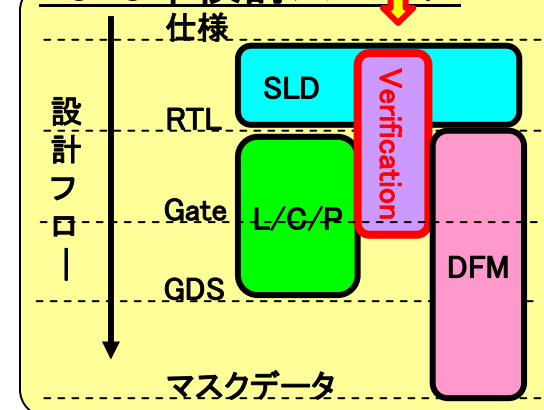 仕様
SLD
Verification
設計フロー
RTL
Gate
L/C/P
DFM
GDS
マスクデータ